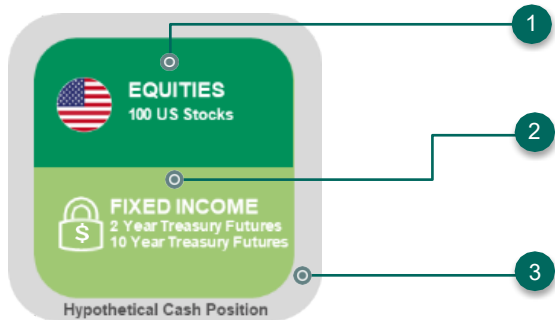 1
EQUITIES
100 US Stocks
2
FIXED INCOME
$
2 Year Treasury Futures
10 Year Treasury Futures
3
Hypothetical Cash Position